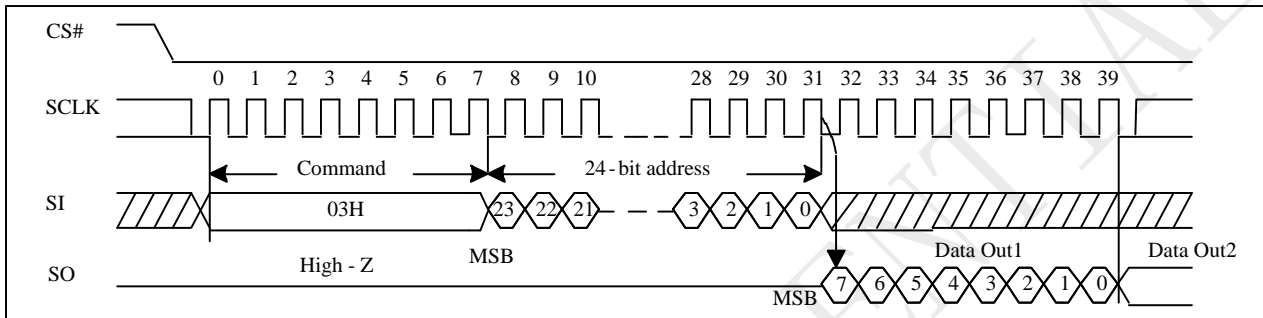 CS#
0 1 2 3 4 5 6 7 8 9 10 28 29 30 31 32 33 34 35 36 37 38 39
SCLK
Command 24-bit address
SI 03H 23 22 21 3 2 1 0
MSB Data Out1 Data Out2
High - Z
SO MSB 7 6 5 4 3 2 1 0
ENTIAL